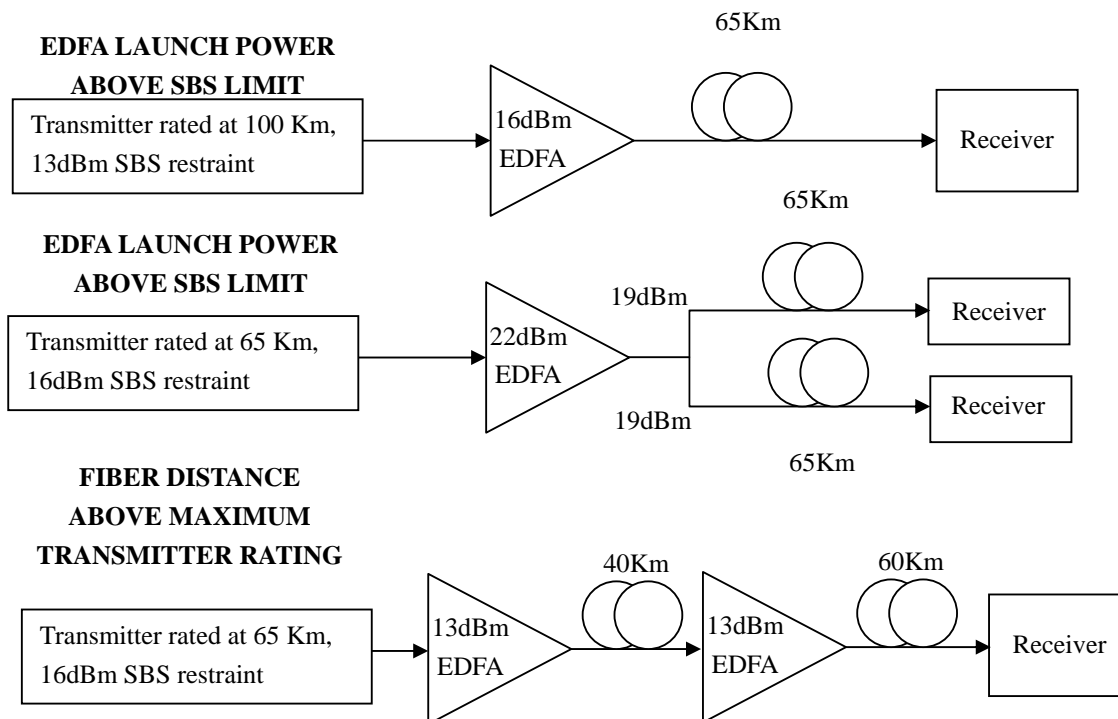 65Km
EDFA LAUNCH POWER
ABOVE SBS LIMIT
Transmitter rated at 100 Km,
13dBm SBS restraint
16dBm
EDFA
Receiver
65Km
EDFA LAUNCH POWER
ABOVE SBS LIMIT
Transmitter rated at 65 Km,
16dBm SBS restraint
22dBm
EDFA
19dBm
Receiver
19dBm
Receiver
65Km
FIBER DISTANCE
ABOVE MAXIMUM
TRANSMITTER RATING
Transmitter rated at 65 Km,
16dBm SBS restraint
13dBm
EDFA
40Km
13dBm
EDFA
60Km
Receiver